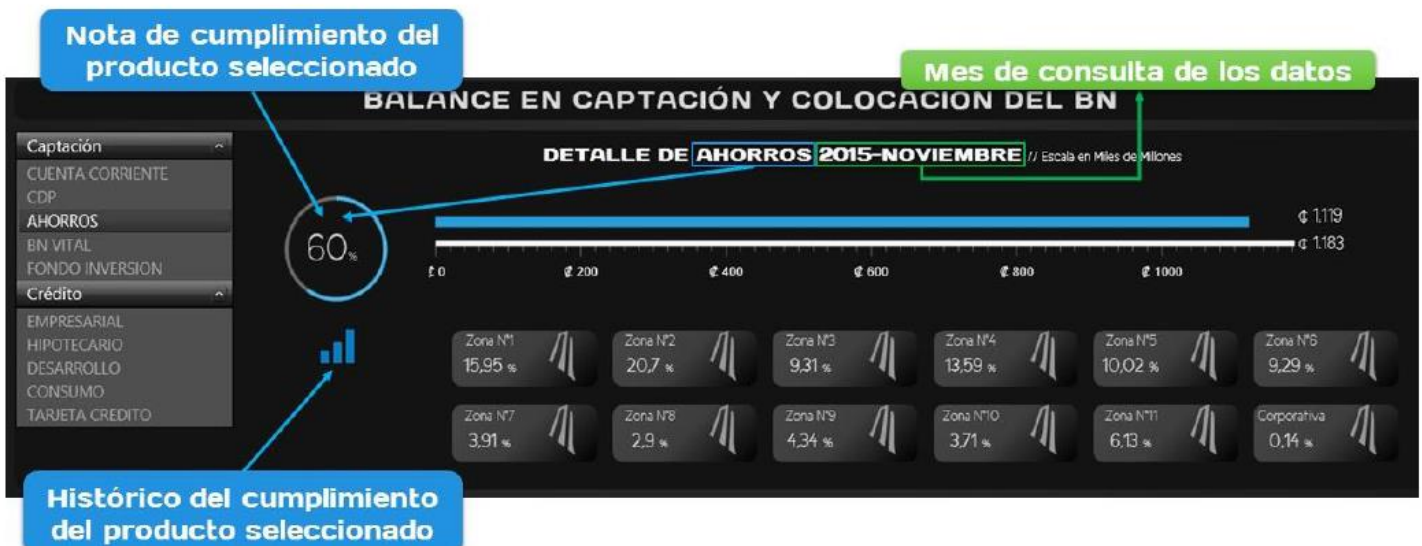 Nota de cumplimiento del
producto seleccionado
Mes de consulta de los datos
BALANCE EN CAPTACIÓN Y COLOCACION DEL BN
Captación
CUENTA CORRIENTE
CDP
AHORROS
BN VITAL
FONDO INVERSION
Crédito
EMPRESARIAL
HIPOTECARIO
DESARROLLO
CONSUMO
TARJETA CREDITO
DETALLE DE AHORROS 2015-NOVIEMBRE // Escala en Miles de Millones
60%
₡ 1.119
₡ 1.183
₡ 0 ₡ 200 ₡ 400 ₡ 600 ₡ 800 ₡ 1000
Zona N°1 Zona N°2 Zona N°3 Zona N°4 Zona N°5 Zona N°6
15,95 % 20,7 % 9,31 % 13,59 % 10,02 % 9,29 %
Zona N°7 Zona N°8 Zona N°9 Zona N°10 Zona N°11 Corporativa
3,91 % 2,9 % 4,34 % 3,71 % 6,13 % 0,14 %
Histórico del cumplimiento
del producto seleccionado